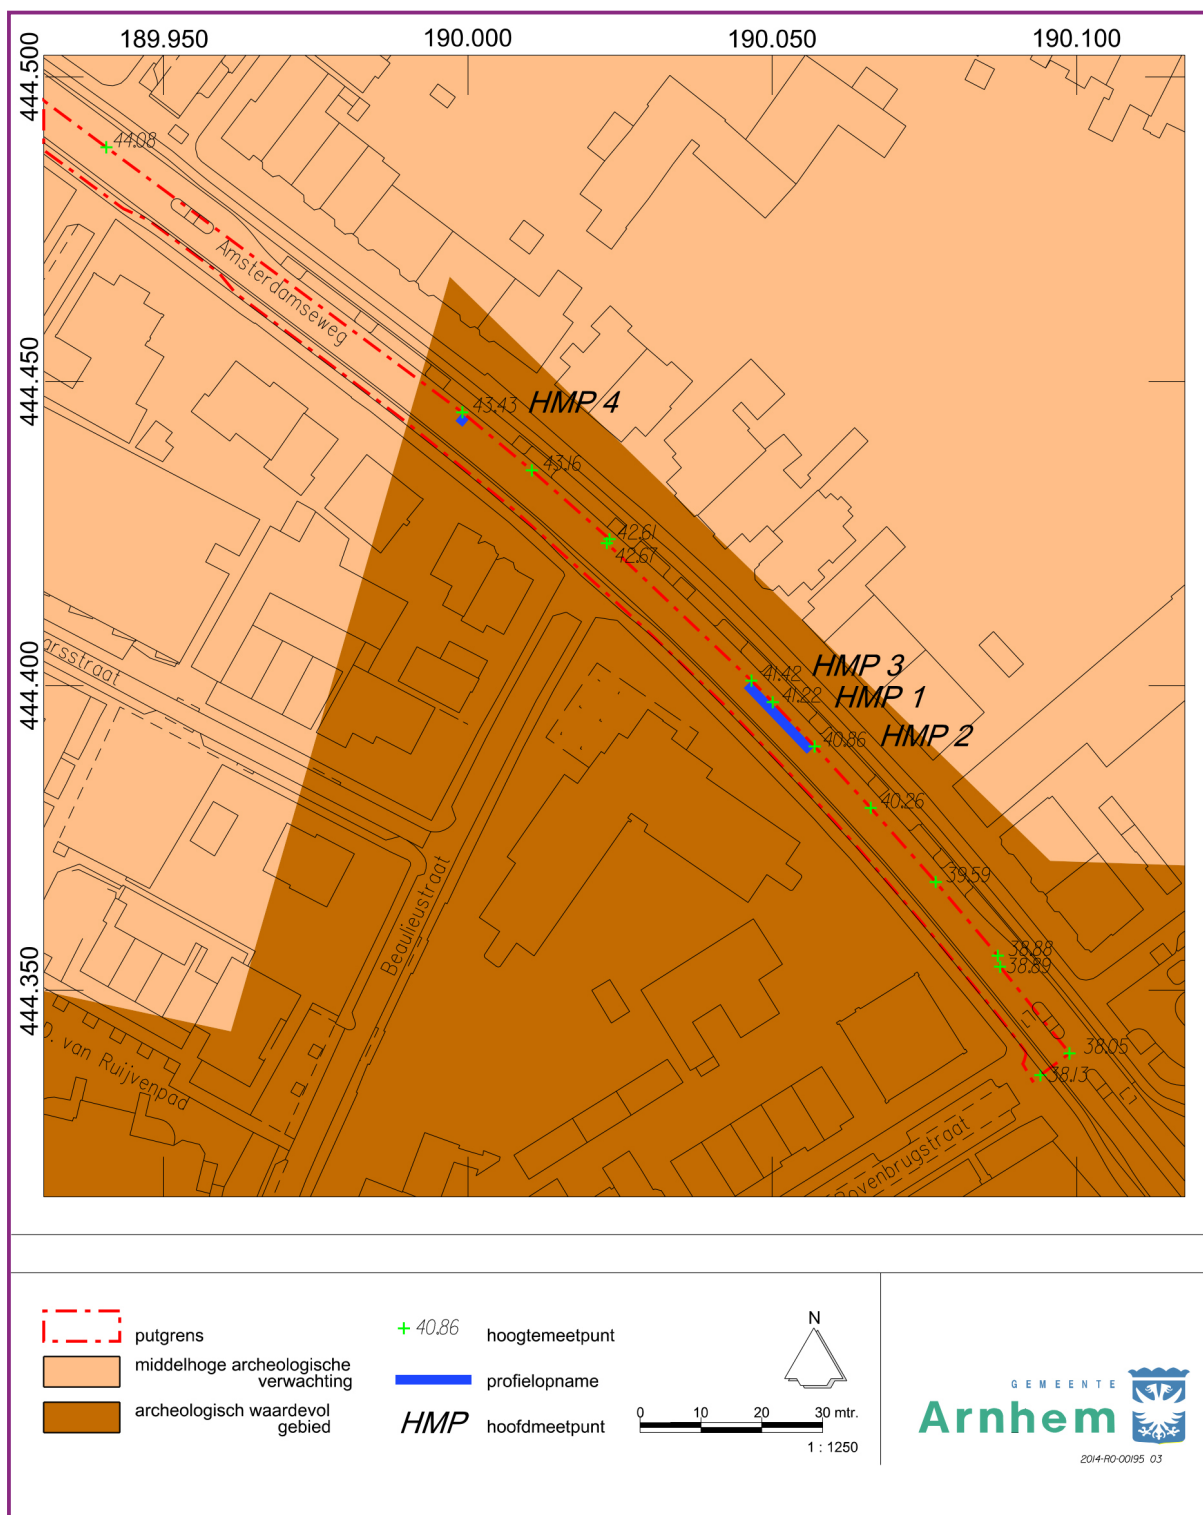 189.950 190.000 190.050 190.100
444.500
444.450
444.400
444.350
44.08
Amsterdamseweg
43.43 HMP 4
43.16
42.61
42.67
41.42 HMP 3
41.22 HMP 1
40.86 HMP 2
40.26
39.59
38.88
38.89
38.05
38.13
arsstraat
Beaulieustraat
D. van Ruijvenpad
Bovenbrugstraat
putgrens
middelhoge archeologische
verwachting
archeologisch waardevol
gebied
40.86 hoogtemeetpunt
profielopname
HMP hoofdmeetpunt
N
0 10 20 30 mtr.
1 : 1250
GEMEENTE
Arnhem
2014-RO-00195 03